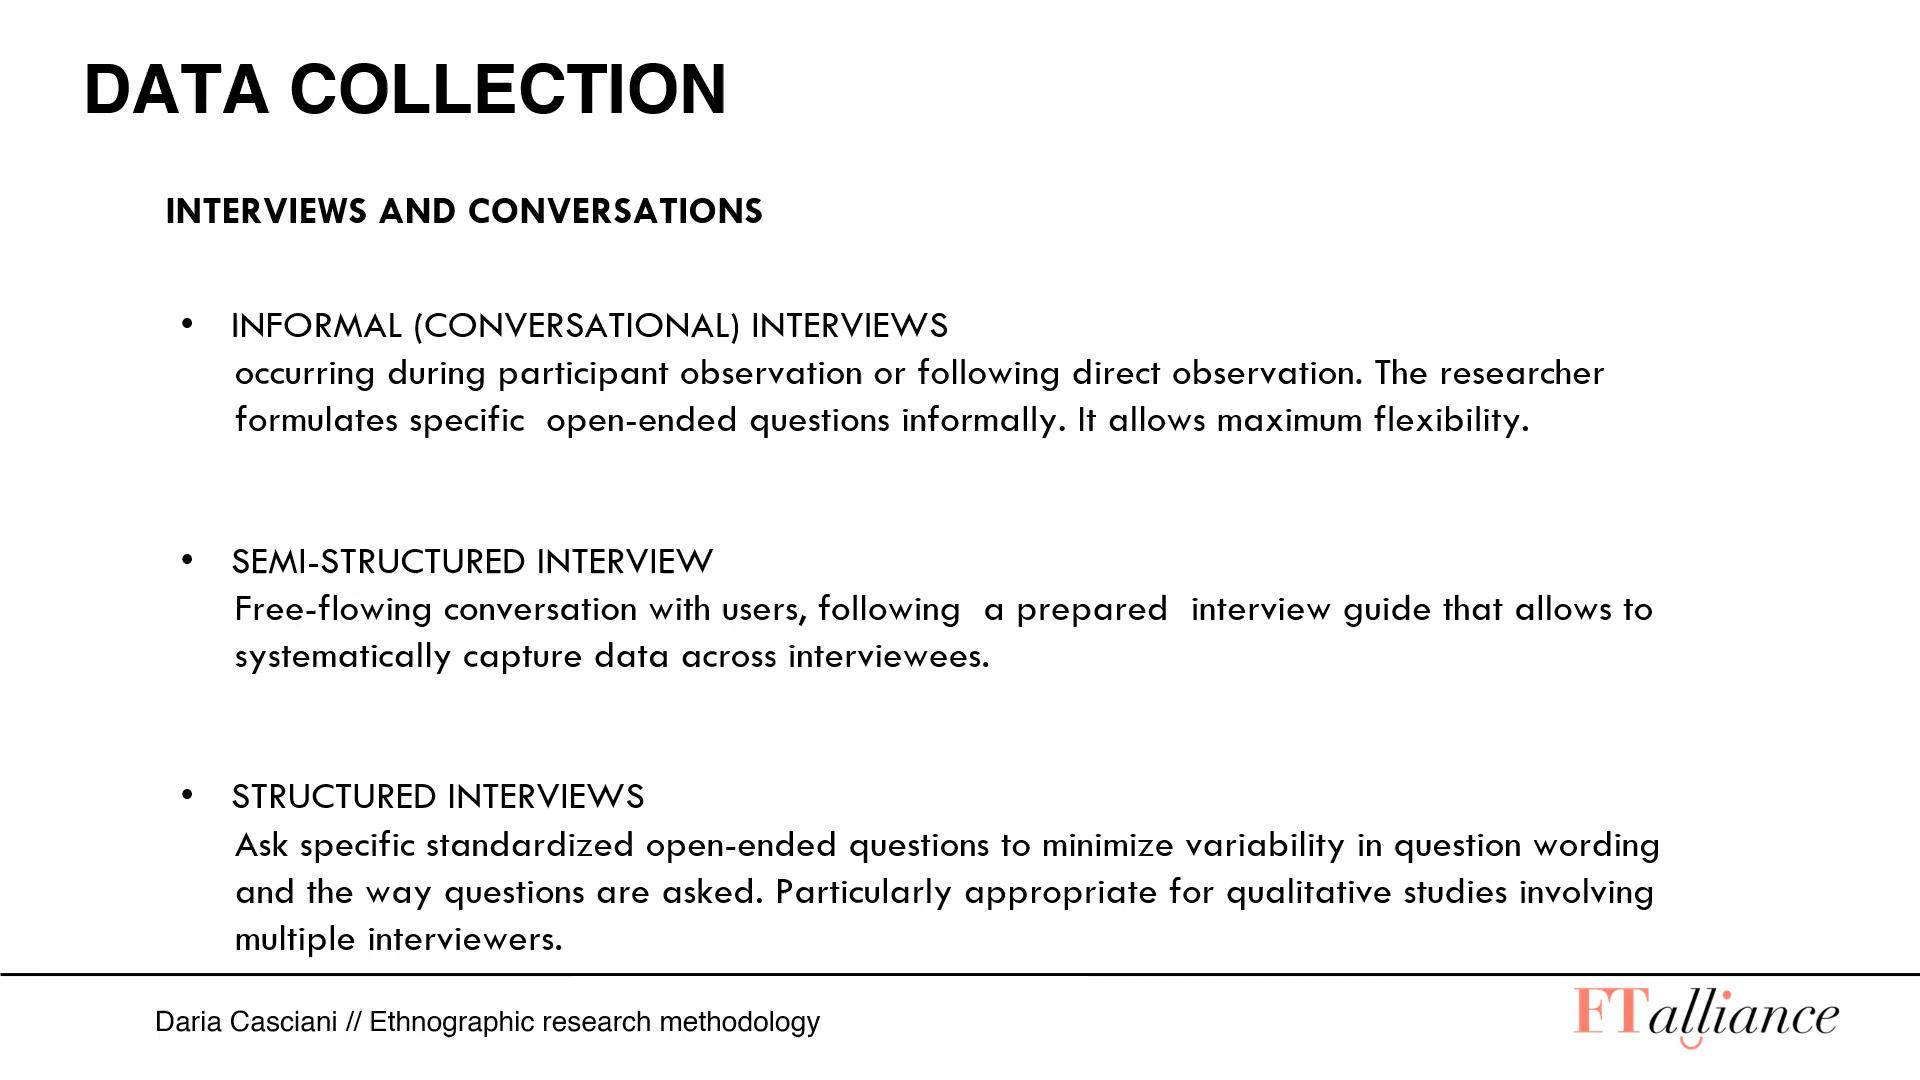 DATA COLLECTION
INTERVIEWS AND CONVERSATIONS
• INFORMAL (CONVERSATIONAL) INTERVIEWS
occurring during participant observation or following direct observation. The researcher
formulates specific  open-ended questions informally. It allows maximum flexibility.
• SEMI-STRUCTURED INTERVIEW
Free-flowing conversation with users, following  a prepared  interview guide that allows to
systematically capture data across interviewees.
• STRUCTURED INTERVIEWS
Ask specific standardized open-ended questions to minimize variability in question wording
and the way questions are asked. Particularly appropriate for qualitative studies involving
multiple interviewers.
Daria Casciani // Ethnographic research methodology
FTalliance